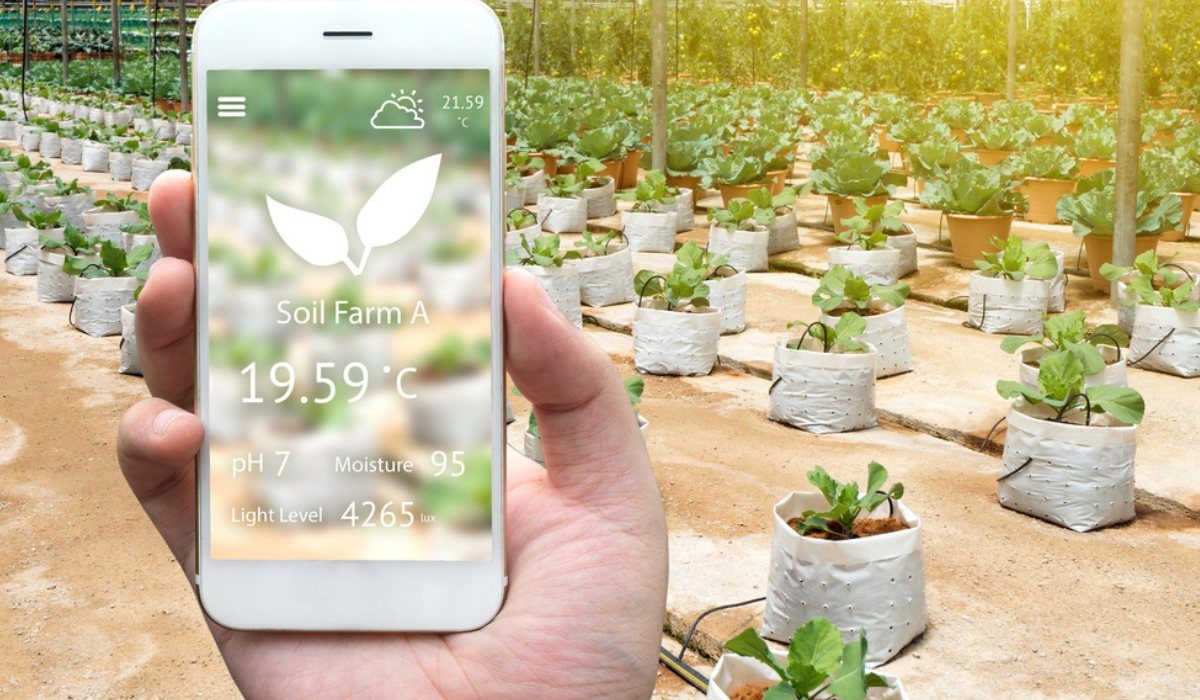 21.59
°C
Soil Farm A
19.59 °C
pH 7 Moisture 95
Light Level 4265 lux